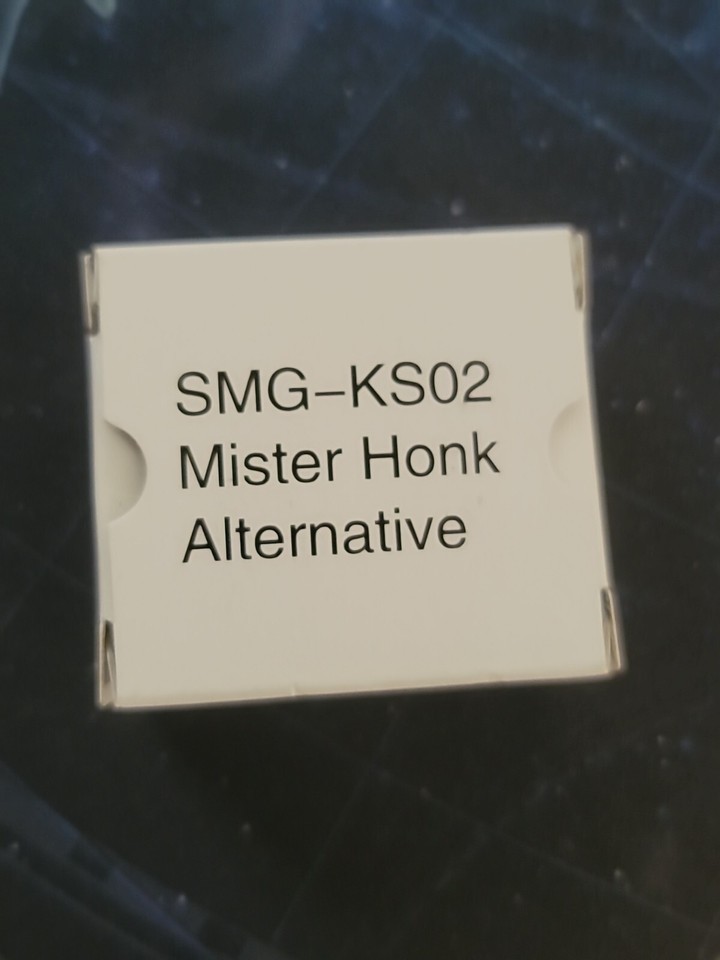 SMG–KS02
Mister Honk
Alternative